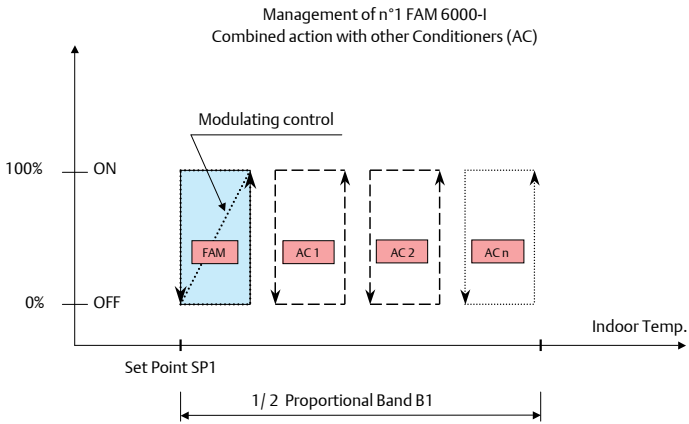 Management of n°1 FAM 6000-I
Combined action with other Conditioners (AC)
Modulating control
100% ON
FAM
AC 1
AC 2
AC n
0% OFF
Indoor Temp.
Set Point SP1
1/ 2 Proportional Band B1